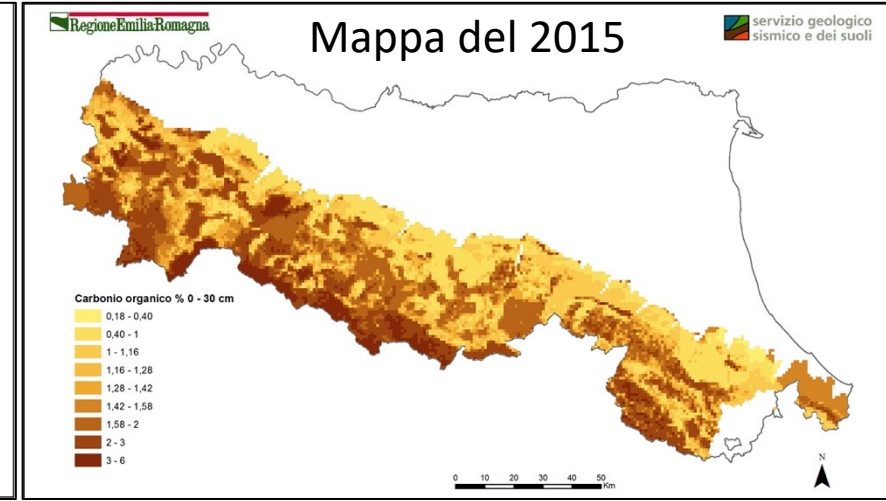 RegioneEmilia-Romagna
Mappa del 2015
servizio geologico
sismico e dei suoli
Carbonio organico % 0 - 30 cm
0,18 - 0,40
0,40 - 1
1 - 1,16
1,16 - 1,28
1,28 - 1,42
1,42 - 1,58
1,58 - 2
2 - 3
3 - 6
0 10 20 30 40 50
Km
N